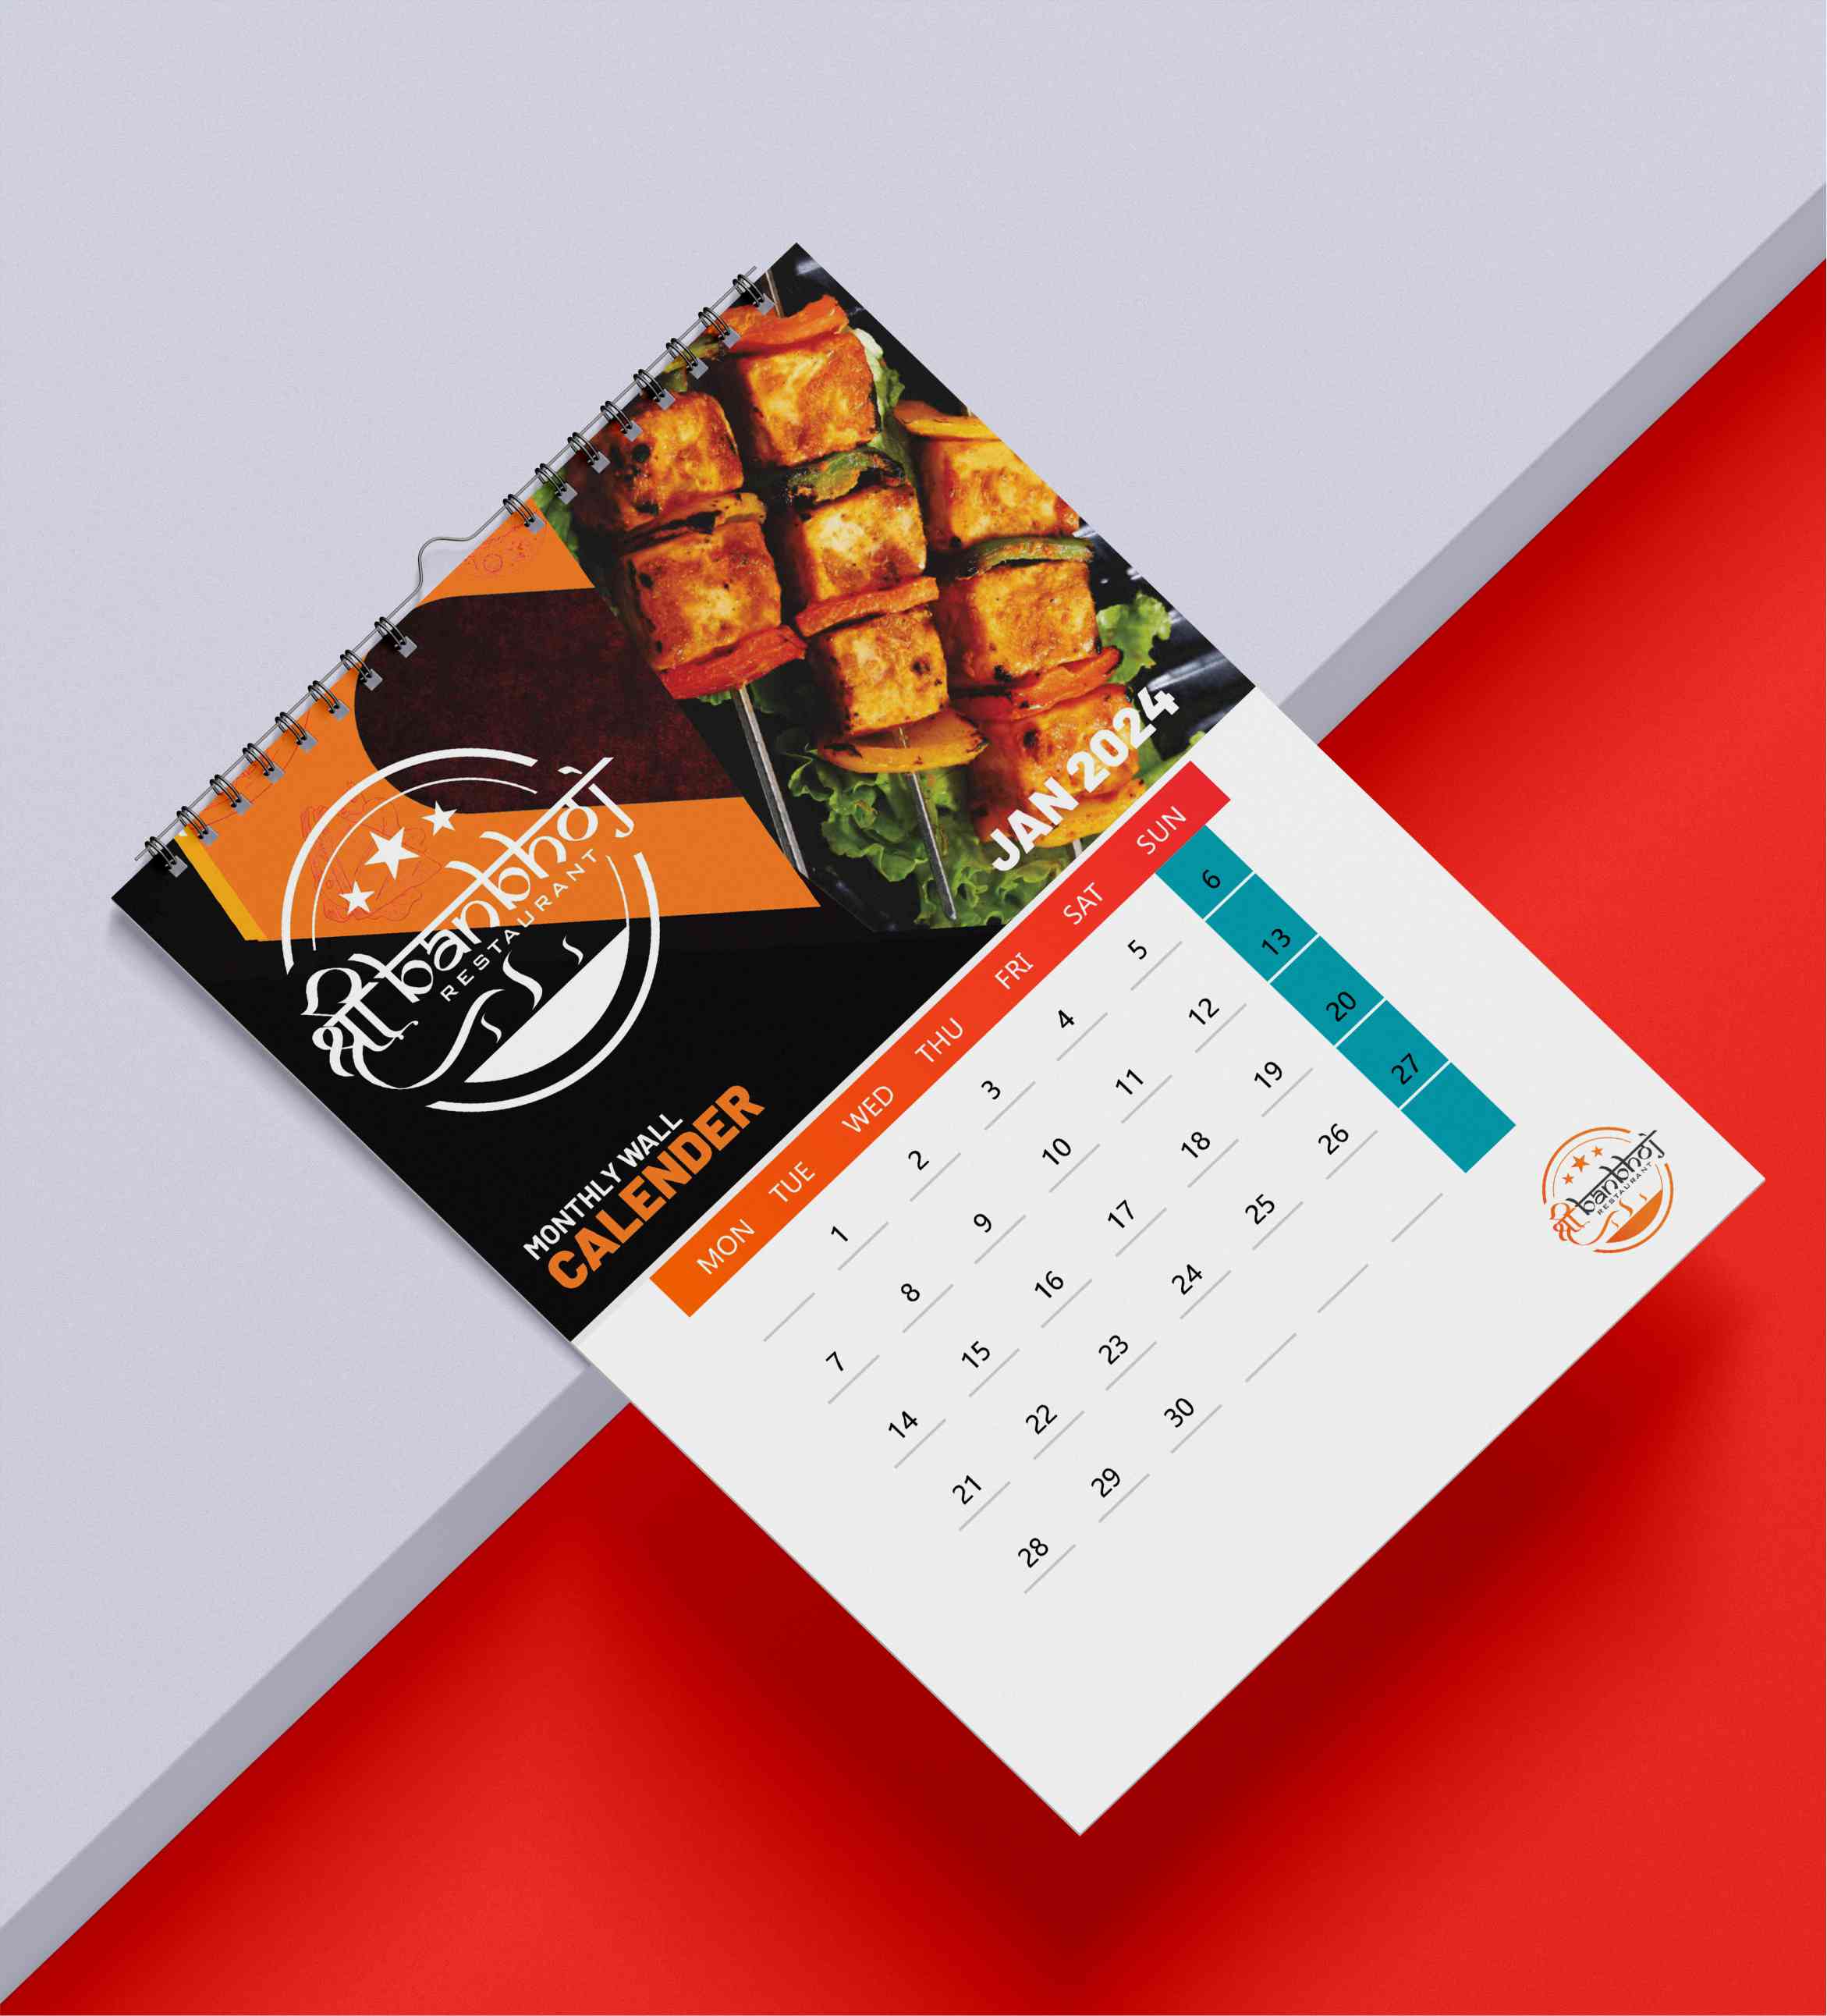 श्री banbhoj
RESTAURANT
MONTHLY WALL
CALENDER
JAN 2024
MON TUE WED THU FRI SAT SUN
1 2 3 4 5 6
7 8 9 10 11 12 13
14 15 16 17 18 19 20
21 22 23 24 25 26 27
28 29 30
श्री banbhoj
RESTAURANT